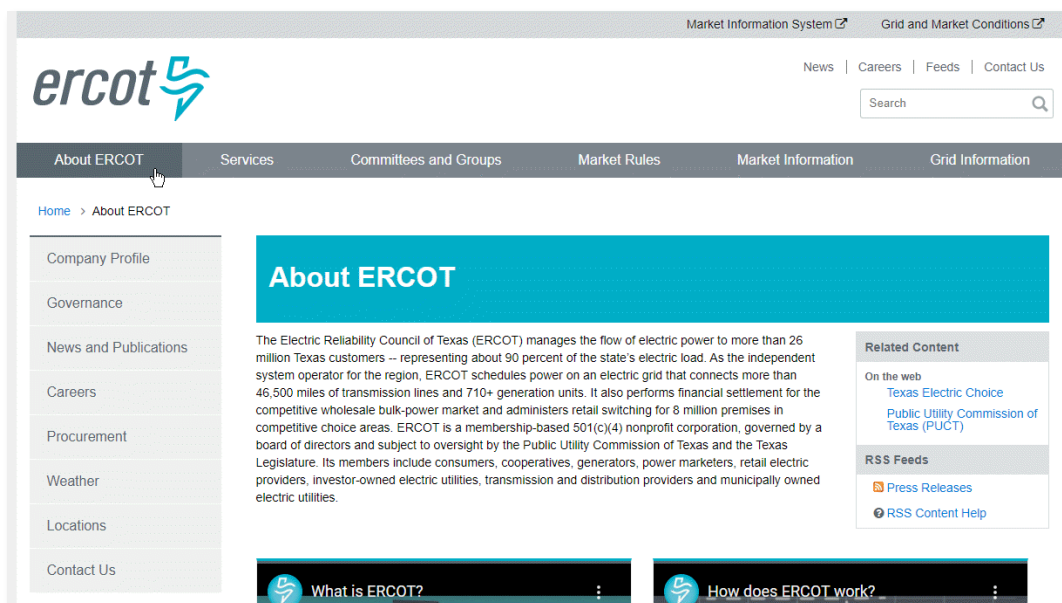 Market Information System
Grid and Market Conditions
ercot
News | Careers | Feeds | Contact Us
Search
About ERCOT
Services
Committees and Groups
Market Rules
Market Information
Grid Information
Home > About ERCOT
Company Profile
Governance
News and Publications
Careers
Procurement
Weather
Locations
Contact Us
About ERCOT
The Electric Reliability Council of Texas (ERCOT) manages the flow of electric power to more than 26
million Texas customers -- representing about 90 percent of the state's electric load. As the independent
system operator for the region, ERCOT schedules power on an electric grid that connects more than
46,500 miles of transmission lines and 710+ generation units. It also performs financial settlement for the
competitive wholesale bulk-power market and administers retail switching for 8 million premises in
competitive choice areas. ERCOT is a membership-based 501(c)(4) nonprofit corporation, governed by a
board of directors and subject to oversight by the Public Utility Commission of Texas and the Texas
Legislature. Its members include consumers, cooperatives, generators, power marketers, retail electric
providers, investor-owned electric utilities, transmission and distribution providers and municipally owned
electric utilities.
Related Content
On the web
Texas Electric Choice
Public Utility Commission of
Texas (PUCT)
RSS Feeds
Press Releases
RSS Content Help
What is ERCOT?
How does ERCOT work?